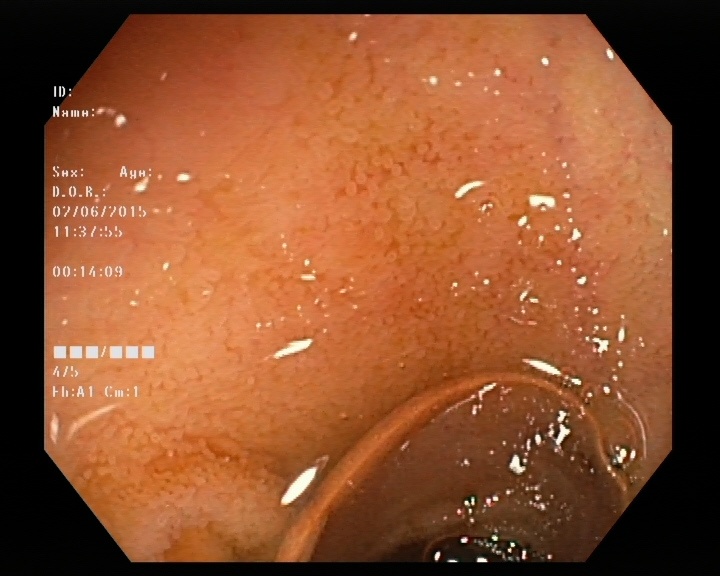 ID:
Name:
Sex: Age:
D.O.B.:
02/06/2015
11:37:55
00:14:09
■■■/■■■
4/5
Eh:A1 Cm:1